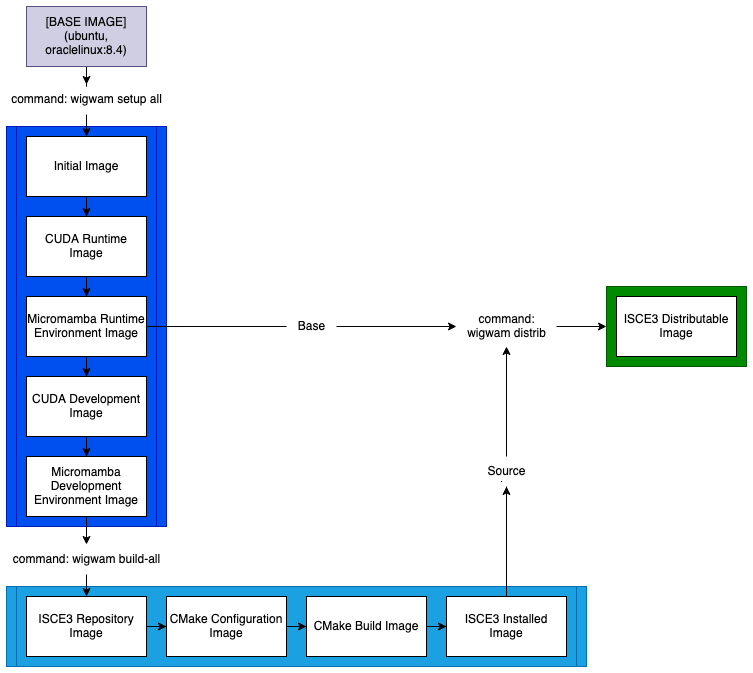 [BASE IMAGE]
(ubuntu,
oraclelinux:8.4)
command: wigwam setup all
Initial Image
CUDA Runtime
Image
Micromamba Runtime
Environment Image
Base
command:
wigwam distrib
ISCE3 Distributable
Image
CUDA Development
Image
Micromamba
Development
Environment Image
Source
command: wigwam build-all
ISCE3 Repository
Image
CMake Configuration
Image
CMake Build Image
ISCE3 Installed
Image